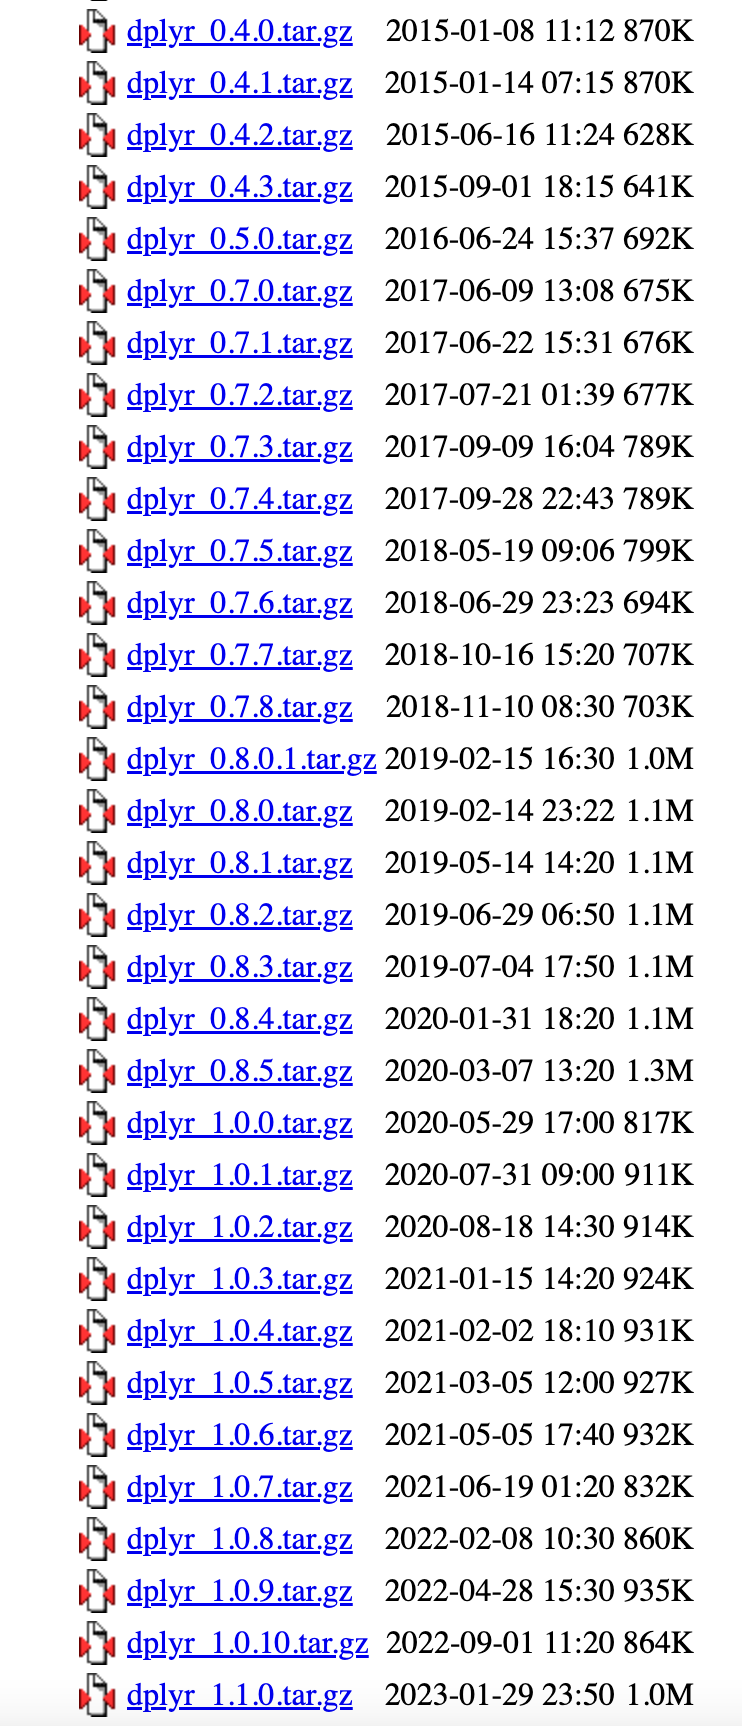 dplyr_0.4.0.tar.gz 2015-01-08 11:12 870K
dplyr_0.4.1.tar.gz 2015-01-14 07:15 870K
dplyr_0.4.2.tar.gz 2015-06-16 11:24 628K
dplyr_0.4.3.tar.gz 2015-09-01 18:15 641K
dplyr_0.5.0.tar.gz 2016-06-24 15:37 692K
dplyr_0.7.0.tar.gz 2017-06-09 13:08 675K
dplyr_0.7.1.tar.gz 2017-06-22 15:31 676K
dplyr_0.7.2.tar.gz 2017-07-21 01:39 677K
dplyr_0.7.3.tar.gz 2017-09-09 16:04 789K
dplyr_0.7.4.tar.gz 2017-09-28 22:43 789K
dplyr_0.7.5.tar.gz 2018-05-19 09:06 799K
dplyr_0.7.6.tar.gz 2018-06-29 23:23 694K
dplyr_0.7.7.tar.gz 2018-10-16 15:20 707K
dplyr_0.7.8.tar.gz 2018-11-10 08:30 703K
dplyr_0.8.0.1.tar.gz 2019-02-15 16:30 1.0M
dplyr_0.8.0.tar.gz 2019-02-14 23:22 1.1M
dplyr_0.8.1.tar.gz 2019-05-14 14:20 1.1M
dplyr_0.8.2.tar.gz 2019-06-29 06:50 1.1M
dplyr_0.8.3.tar.gz 2019-07-04 17:50 1.1M
dplyr_0.8.4.tar.gz 2020-01-31 18:20 1.1M
dplyr_0.8.5.tar.gz 2020-03-07 13:20 1.3M
dplyr_1.0.0.tar.gz 2020-05-29 17:00 817K
dplyr_1.0.1.tar.gz 2020-07-31 09:00 911K
dplyr_1.0.2.tar.gz 2020-08-18 14:30 914K
dplyr_1.0.3.tar.gz 2021-01-15 14:20 924K
dplyr_1.0.4.tar.gz 2021-02-02 18:10 931K
dplyr_1.0.5.tar.gz 2021-03-05 12:00 927K
dplyr_1.0.6.tar.gz 2021-05-05 17:40 932K
dplyr_1.0.7.tar.gz 2021-06-19 01:20 832K
dplyr_1.0.8.tar.gz 2022-02-08 10:30 860K
dplyr_1.0.9.tar.gz 2022-04-28 15:30 935K
dplyr_1.0.10.tar.gz 2022-09-01 11:20 864K
dplyr_1.1.0.tar.gz 2023-01-29 23:50 1.0M